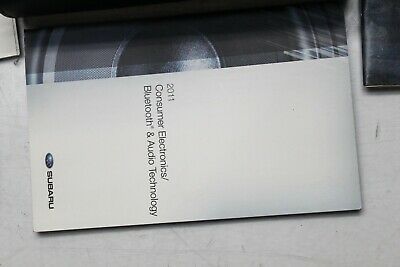 2011
Consumer Electronics/
Bluetooth® & Audio Technology
SUBARU